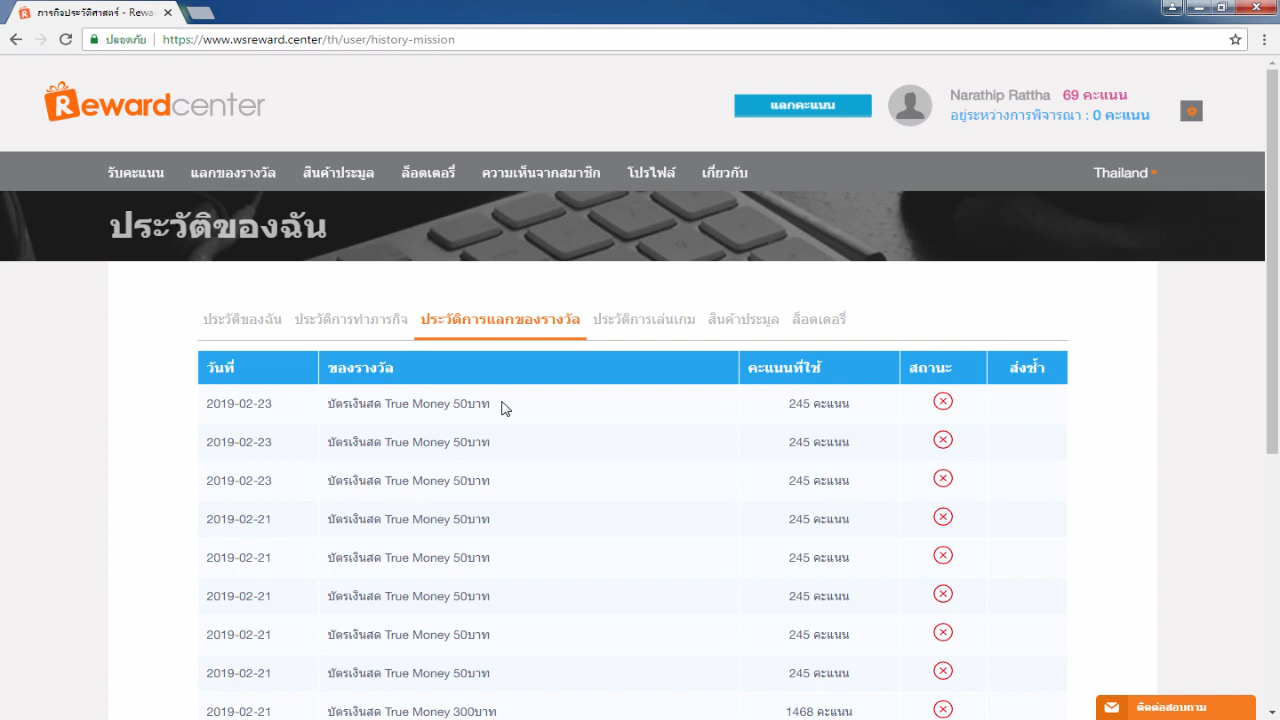 ภารกิจประวัติศาสตร์ - Rewa
ปลอดภัย
https://www.wsreward.center/th/user/history-mission
Rewardcenter
แลกคะแนน
Narathip Rattha 69 คะแนน
อยู่ระหว่างการพิจารณา : 0 คะแนน
รับคะแนน แลกของรางวัล สินค้าประมูล ล็อตเตอรี่ ความเห็นจากสมาชิก โปรไฟล์ เกี่ยวกับ Thailand
ประวัติของฉัน
ประวัติของฉัน ประวัติการทำภารกิจ ประวัติการแลกของรางวัล ประวัติการเล่นเกม สินค้าประมูล ล็อตเตอรี่
วันที่ ของรางวัล คะแนนที่ใช้ สถานะ ส่งซ้ำ
2019-02-23 บัตรเงินสด True Money 50บาท 245 คะแนน
2019-02-23 บัตรเงินสด True Money 50บาท 245 คะแนน
2019-02-23 บัตรเงินสด True Money 50บาท 245 คะแนน
2019-02-21 บัตรเงินสด True Money 50บาท 245 คะแนน
2019-02-21 บัตรเงินสด True Money 50บาท 245 คะแนน
2019-02-21 บัตรเงินสด True Money 50บาท 245 คะแนน
2019-02-21 บัตรเงินสด True Money 50บาท 245 คะแนน
2019-02-21 บัตรเงินสด True Money 50บาท 245 คะแนน
2019-02-21 บัตรเงินสด True Money 300บาท 1468 คะแนน
ติดต่อสอบถาม